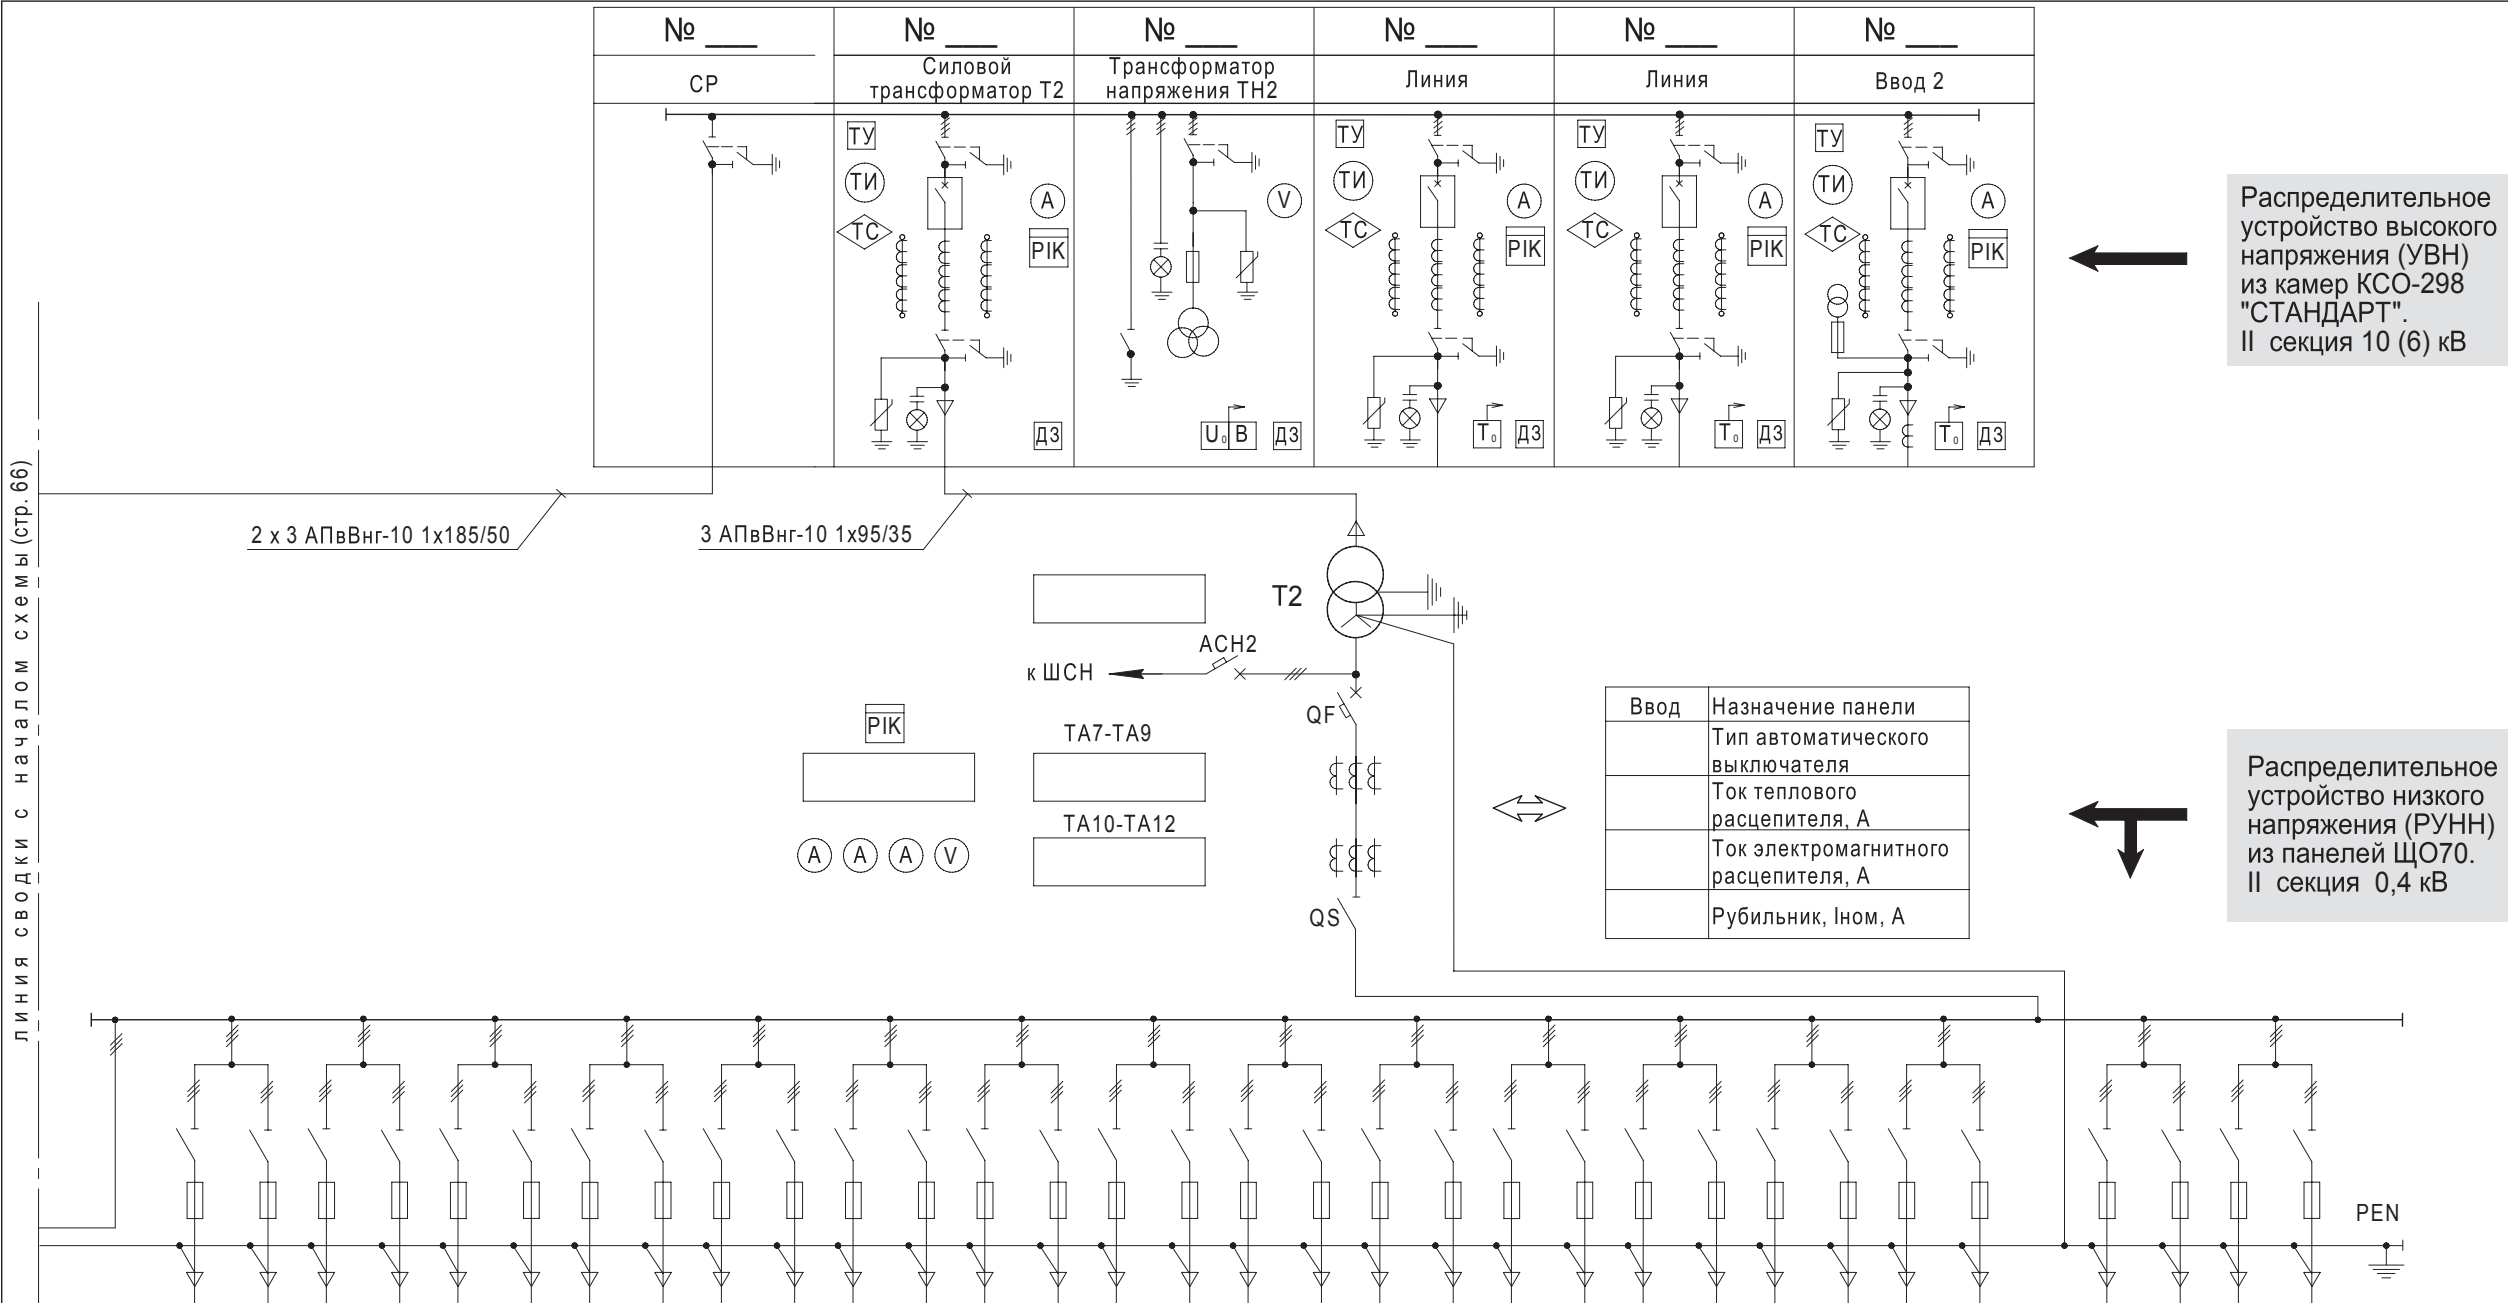 № ___
№ ___
№ ___
№ ___
№ ___
№ ___
СР
Силовой
трансформатор Т2
Трансформатор
напряжения ТН2
Линия
Линия
Ввод 2
ТУ
ТИ
ТС
А
PIK
ДЗ
V
U₀ В
ДЗ
ТУ
ТИ
ТС
А
PIK
Т₀
ДЗ
ТУ
ТИ
ТС
А
PIK
Т₀
ДЗ
ТУ
ТИ
ТС
А
PIK
Т₀
ДЗ
Распределительное
устройство высокого
напряжения (УВН)
из камер КСО-298
"СТАНДАРТ".
II секция 10 (6) кВ
линия сводки с началом схемы (стр. 66)
2 х 3 АПвВнг-10 1х185/50
3 АПвВнг-10 1х95/35
Т2
АСН2
к ШСН
QF
PIK
ТА7-ТА9
ТА10-ТА12
А
А
А
V
QS
Ввод
Назначение панели
Тип автоматического
выключателя
Ток теплового
расцепителя, А
Ток электромагнитного
расцепителя, А
Рубильник, Iном, А
Распределительное
устройство низкого
напряжения (РУНН)
из панелей ЩО70.
II секция 0,4 кВ
PEN